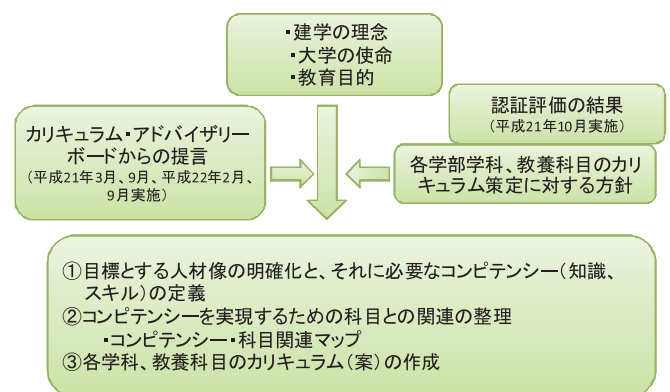 ・建学の理念
・大学の使命
・教育目的
認証評価の結果
（平成21年10月実施）
カリキュラム・アドバイザリー
ボードからの提言
（平成21年3月、9月、平成22年2月、
9月実施）
各学部学科、教養科目のカリ
キュラム策定に対する方針
①目標とする人材像の明確化と、それに必要なコンピテンシー（知識、
スキル）の定義
②コンピテンシーを実現するための科目との関連の整理
・コンピテンシー・科目関連マップ
③各学科、教養科目のカリキュラム（案）の作成